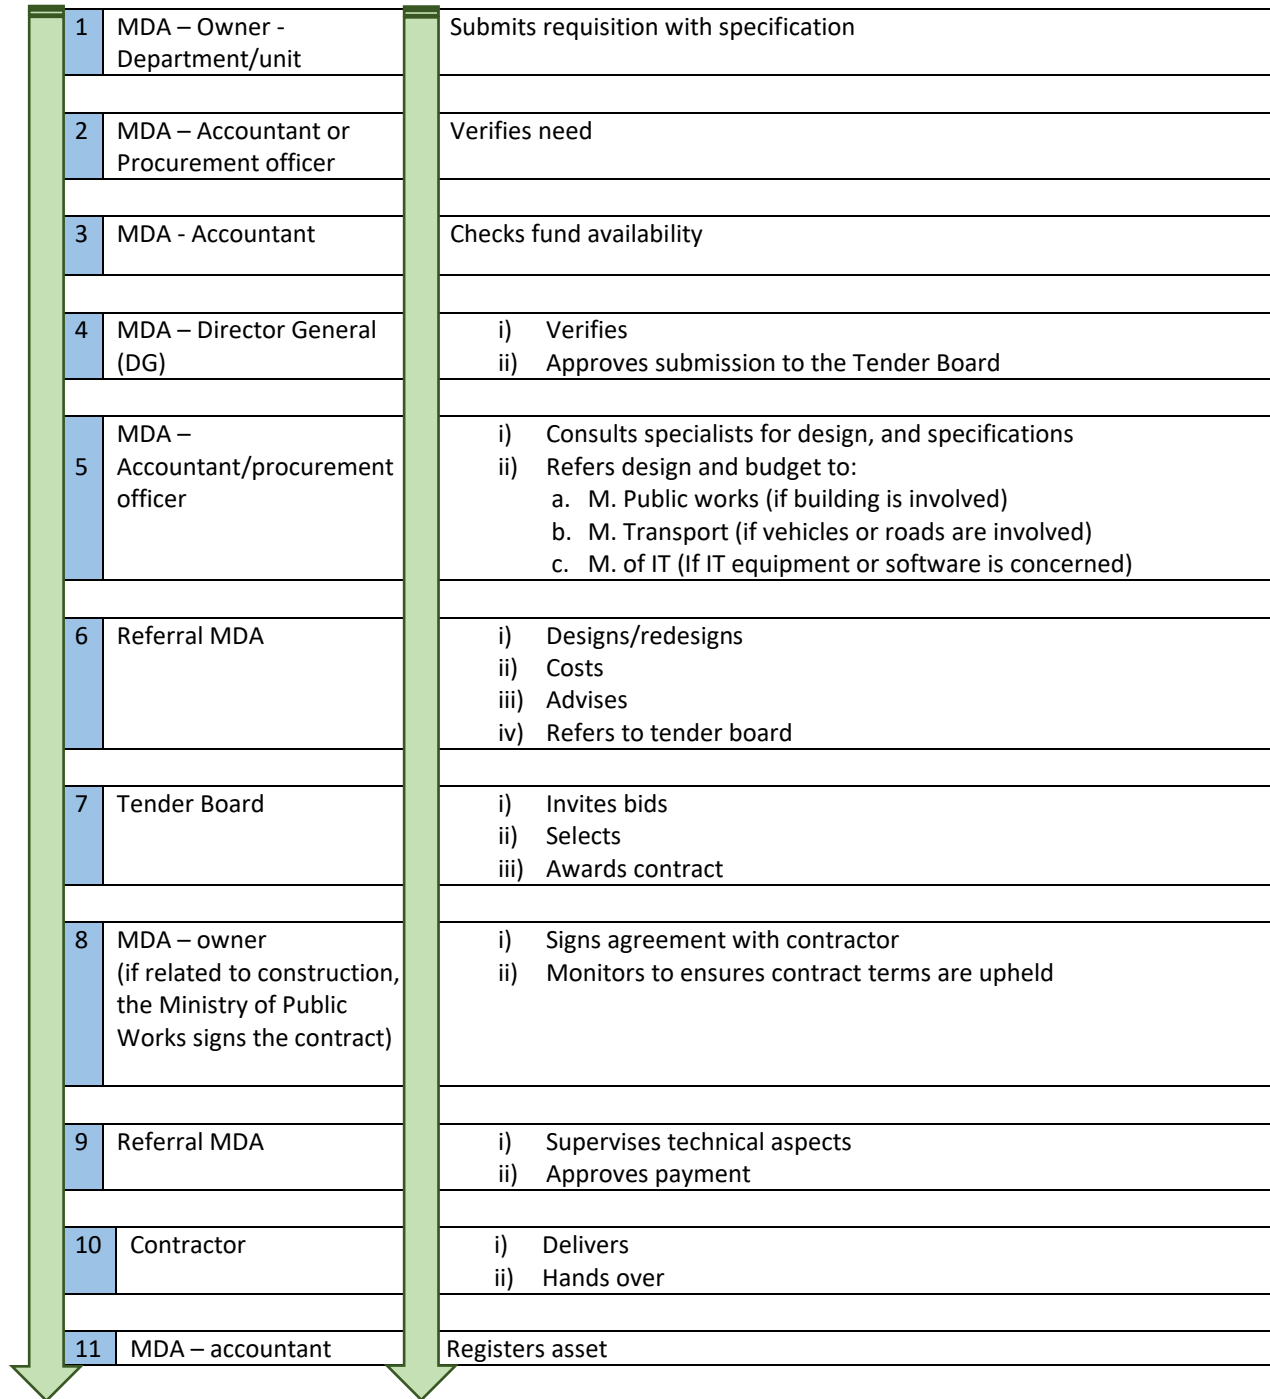 1 MDA – Owner - Submits requisition with specification
Department/unit
2 MDA – Accountant or Verifies need
Procurement officer
3 MDA - Accountant Checks fund availability
4 MDA – Director General i) Verifies
(DG) ii) Approves submission to the Tender Board
MDA – i) Consults specialists for design, and specifications
5 Accountant/procurement ii) Refers design and budget to:
officer a. M. Public works (if building is involved)
b. M. Transport (if vehicles or roads are involved)
c. M. of IT (If IT equipment or software is concerned)
6 Referral MDA i) Designs/redesigns
ii) Costs
iii) Advises
iv) Refers to tender board
7 Tender Board i) Invites bids
ii) Selects
iii) Awards contract
8 MDA – owner i) Signs agreement with contractor
(if related to construction, ii) Monitors to ensures contract terms are upheld
the Ministry of Public
Works signs the contract)
9 Referral MDA i) Supervises technical aspects
ii) Approves payment
10 Contractor i) Delivers
ii) Hands over
11 MDA – accountant Registers asset